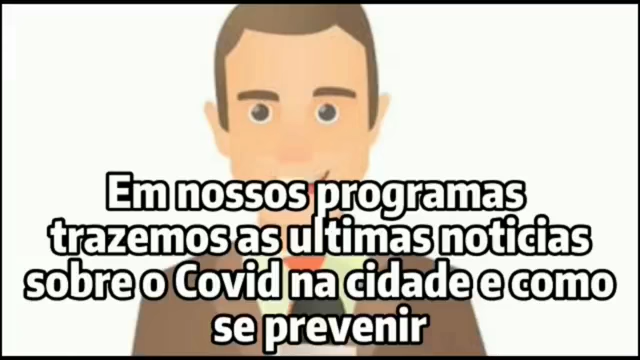 Em nossos programas
trazemos as ultimas noticias
sobre o Covid na cidade e como
se prevenir